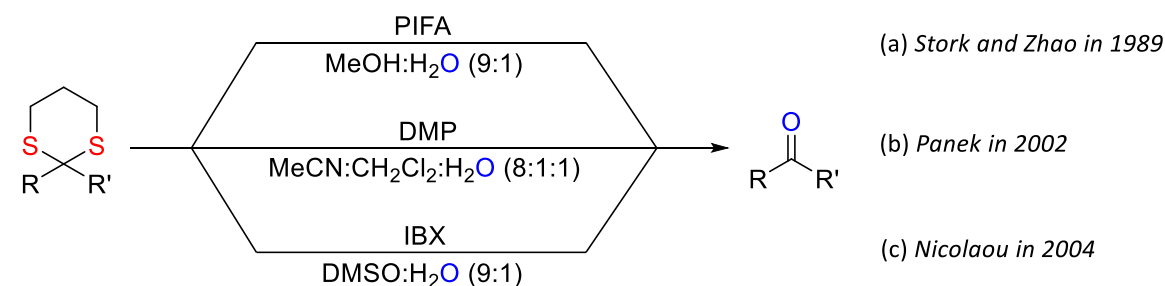 PIFA
MeOH:H₂O (9:1)
(a) Stork and Zhao in 1989
S S
R R'
DMP
MeCN:CH₂Cl₂:H₂O (8:1:1)
O
R R'
(b) Panek in 2002
IBX
DMSO:H₂O (9:1)
(c) Nicolaou in 2004